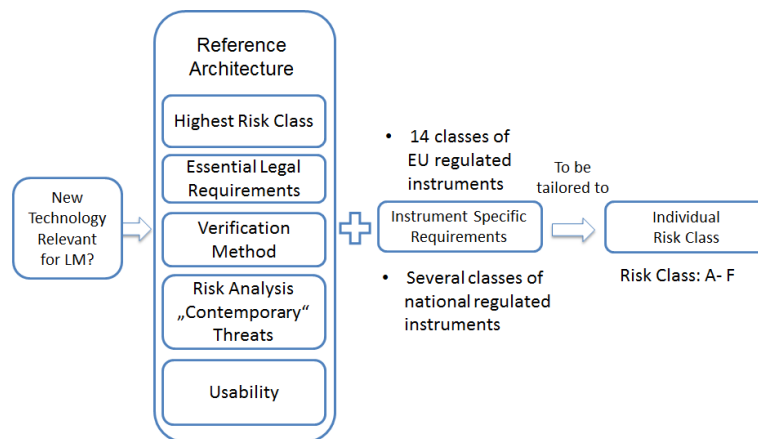 New
Technology
Relevant
for LM?
Reference
Architecture
Highest Risk Class
Essential Legal
Requirements
Verification
Method
Risk Analysis
„Contemporary“
Threats
Usability
• 14 classes of
EU regulated
instruments
Instrument Specific
Requirements
• Several classes of
national regulated
instruments
To be
tailored to
Individual
Risk Class
Risk Class: A- F